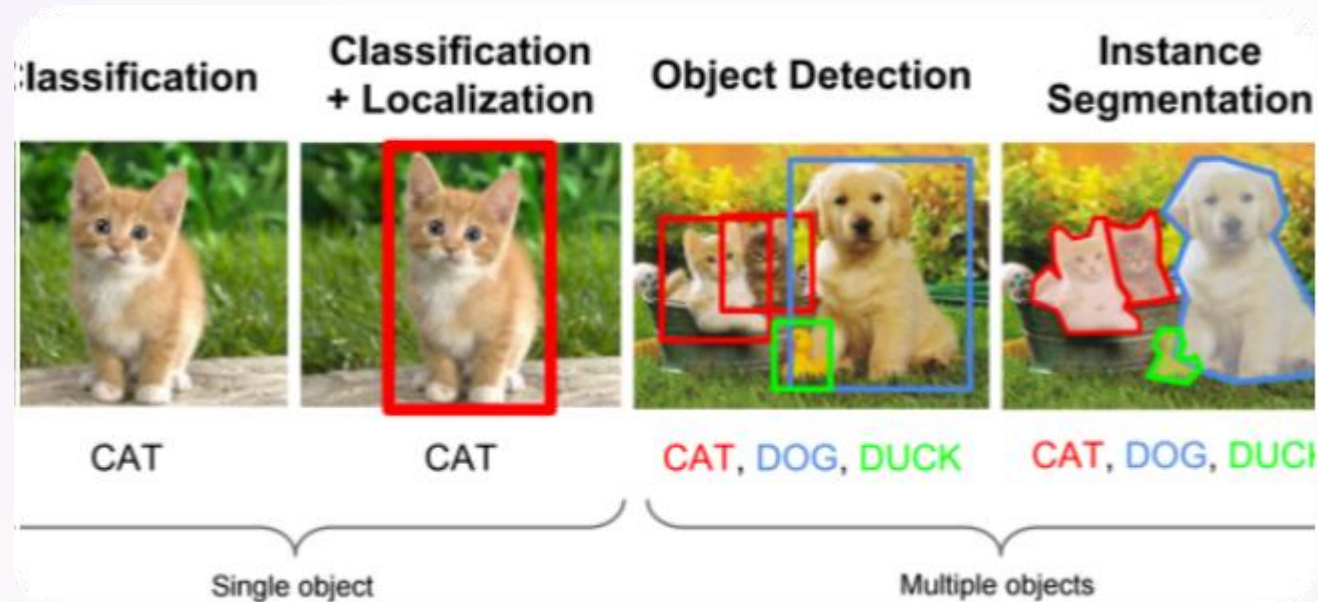 lassification
Classification
+ Localization
Object Detection
Instance
Segmentation
CAT
CAT
CAT, DOG, DUCK
CAT, DOG, DUC
Single object
Multiple objects